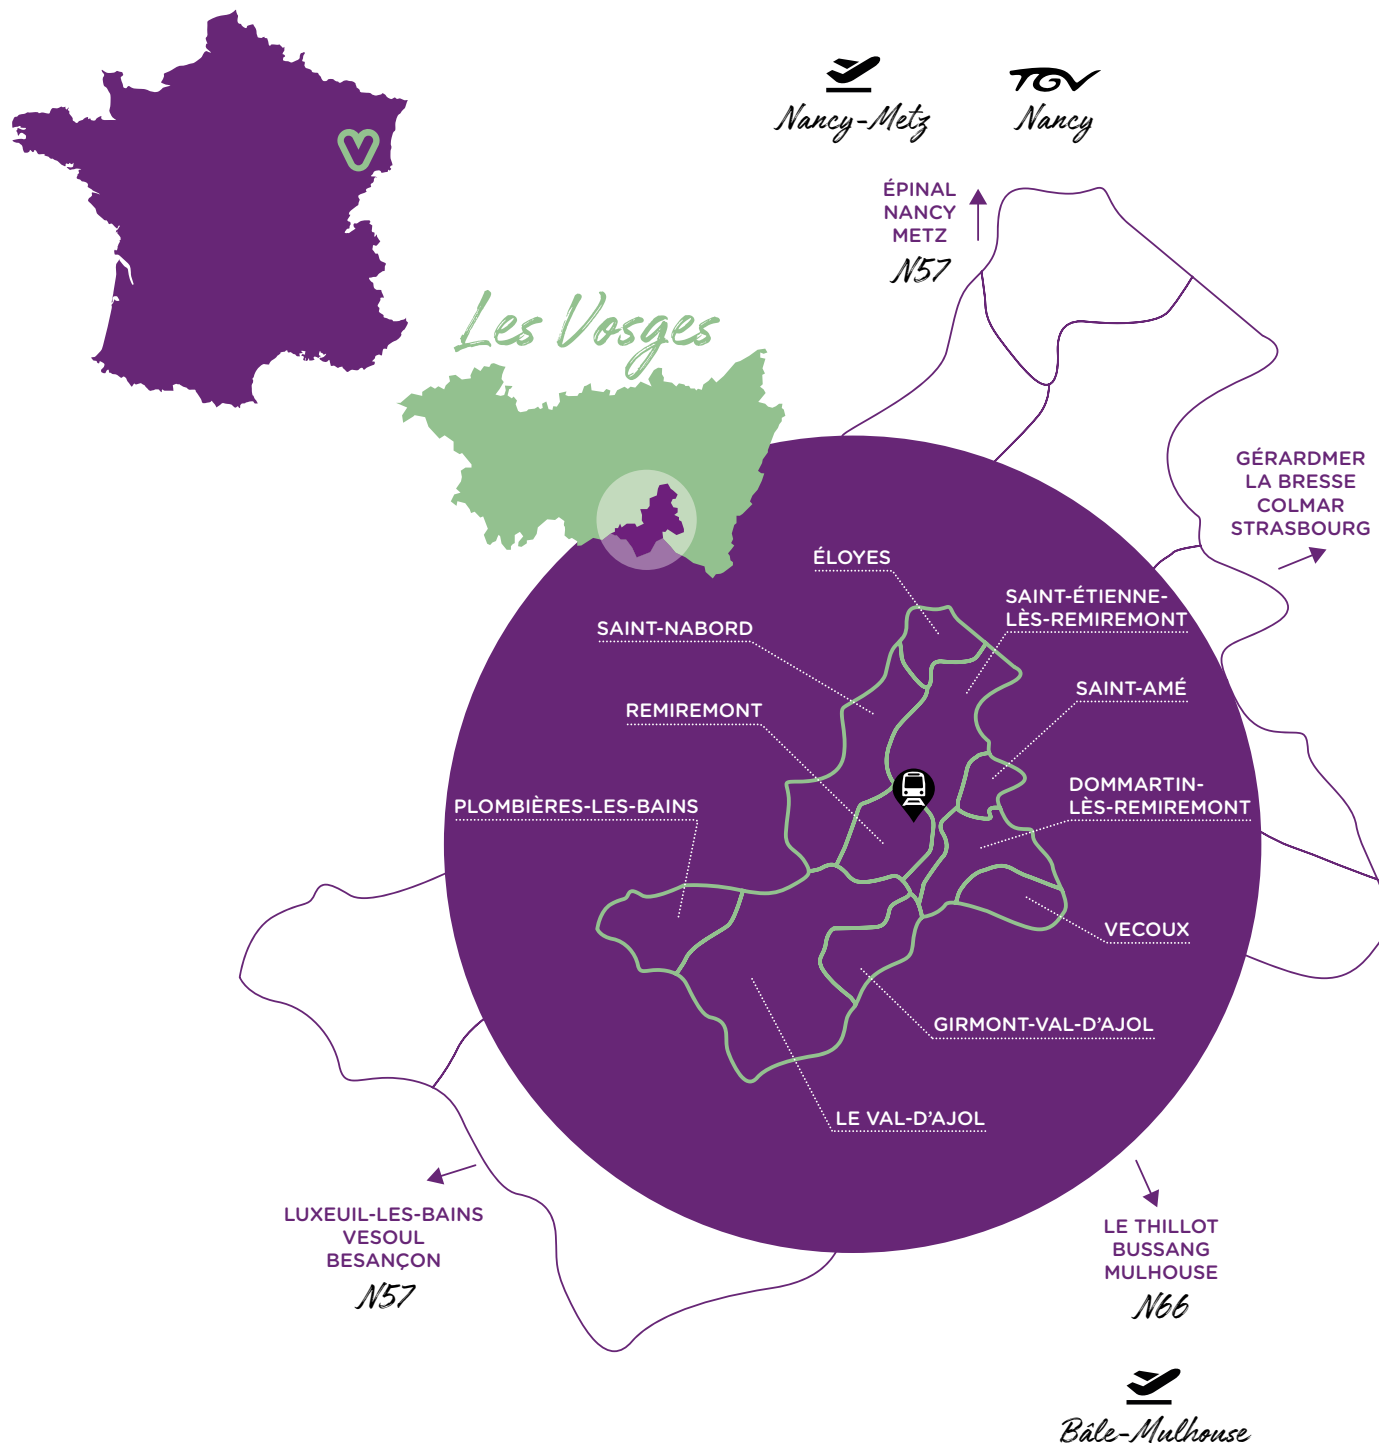 TGV
Nancy-Metz
Nancy
ÉPINAL
NANCY
METZ
N57
Les Vosges
GÉRARDMER
LA BRESSE
COLMAR
STRASBOURG
ÉLOYES
SAINT-ÉTIENNE-
LÈS-REMIREMONT
SAINT-NABORD
SAINT-AMÉ
REMIREMONT
DOMMARTIN-
LÈS-REMIREMONT
PLOMBIÈRES-LES-BAINS
VECOUX
GIRMONT-VAL-D'AJOL
LE VAL-D'AJOL
LUXEUIL-LES-BAINS
VESOUL
BESANÇON
N57
LE THILLOT
BUSSANG
MULHOUSE
N66
Bâle-Mulhouse